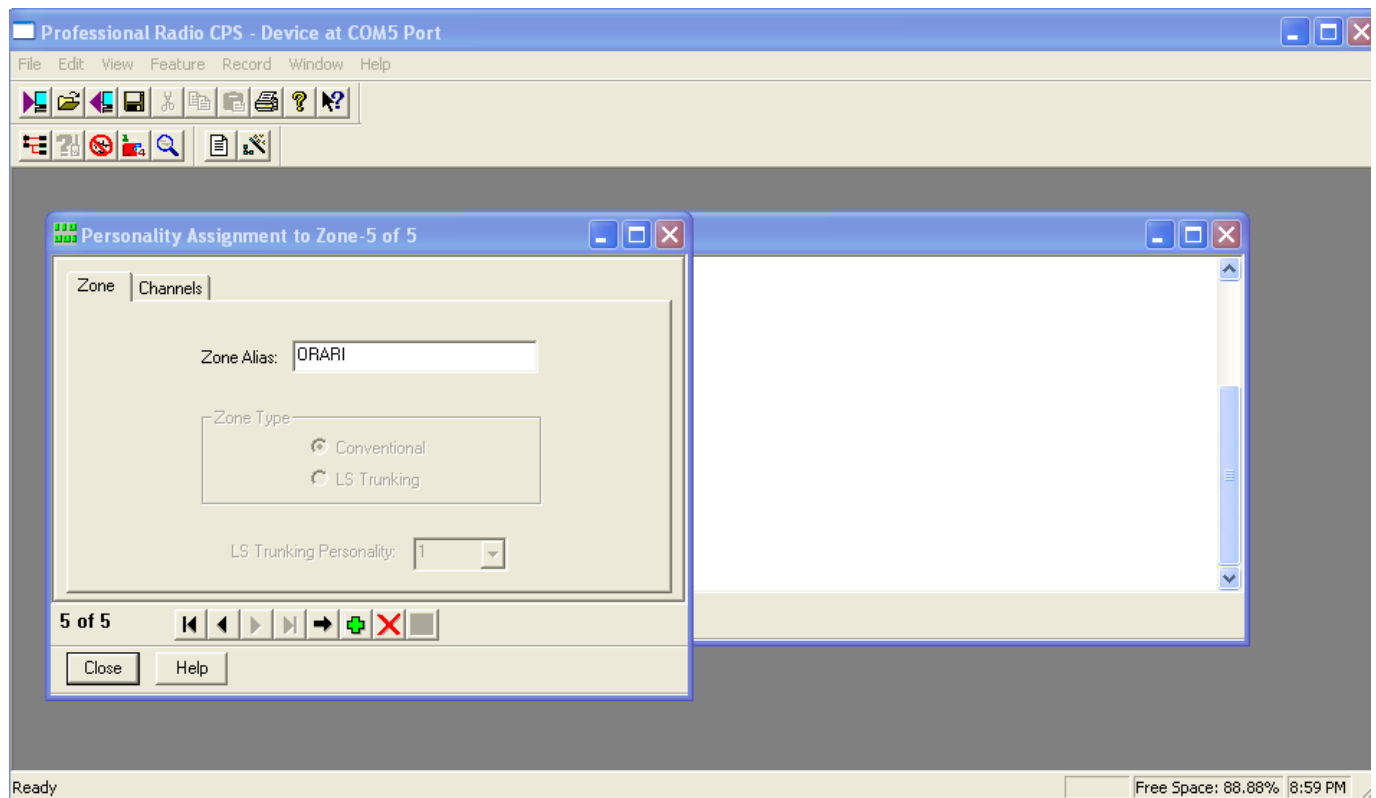 Professional Radio CPS - Device at COM5 Port
File Edit View Feature Record Window Help
Personality Assignment to Zone-5 of 5
Zone Channels
Zone Alias: ORARI
Zone Type
Conventional
LS Trunking
LS Trunking Personality: 1
5 of 5
Close Help
Ready Free Space: 88.88% 8:59 PM